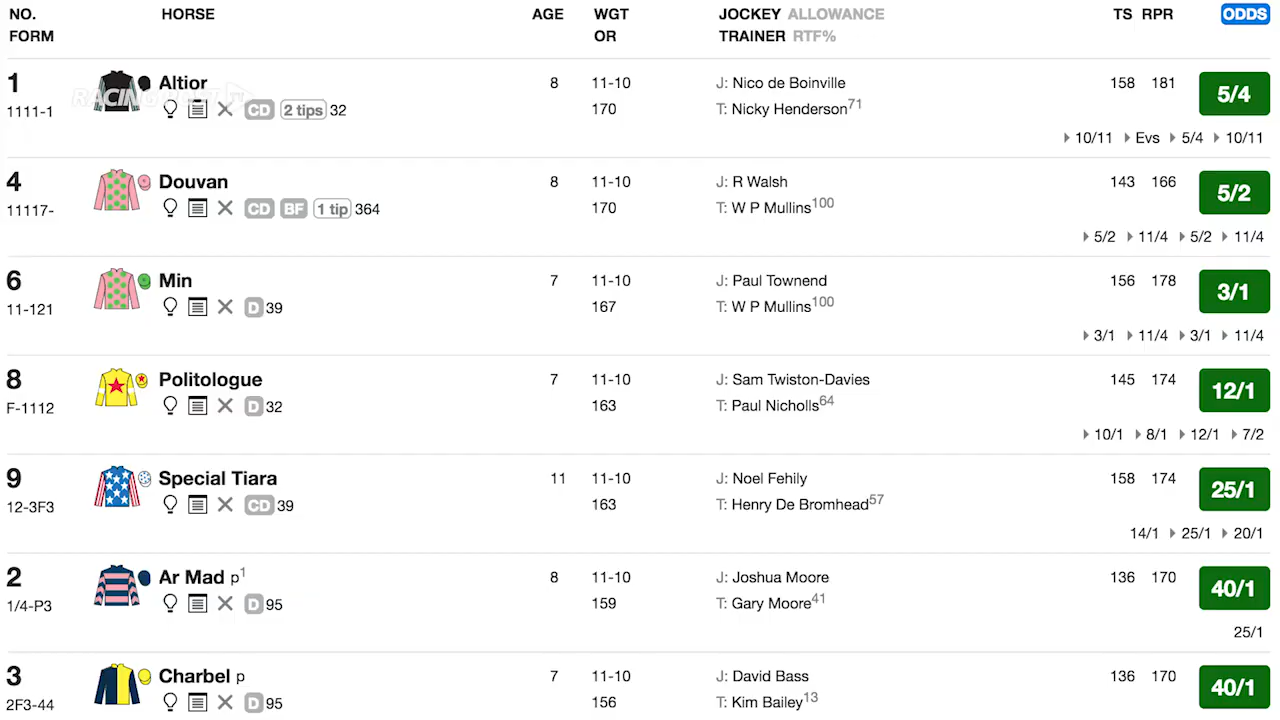 NO. HORSE AGE WGT JOCKEY ALLOWANCE TS RPR ODDS
FORM OR TRAINER RTF%
1 Altior 8 11-10 J: Nico de Boinville 158 181 5/4
RACING POST TV
1111-1 CD 2 tips 32 170 T: Nicky Henderson71
10/11 Evs 5/4 10/11
4 Douvan 8 11-10 J: R Walsh 143 166 5/2
11117- CD BF 1 tip 364 170 T: W P Mullins100
5/2 11/4 5/2 11/4
6 Min 7 11-10 J: Paul Townend 156 178 3/1
11-121 D 39 167 T: W P Mullins100
3/1 11/4 3/1 11/4
8 Politologue 7 11-10 J: Sam Twiston-Davies 145 174 12/1
F-1112 D 32 163 T: Paul Nicholls64
10/1 8/1 12/1 7/2
9 Special Tiara 11 11-10 J: Noel Fehily 158 174 25/1
12-3F3 CD 39 163 T: Henry De Bromhead57
14/1 25/1 20/1
2 Ar Mad p1 8 11-10 J: Joshua Moore 136 170 40/1
1/4-P3 D 95 159 T: Gary Moore41
25/1
3 Charbel p 7 11-10 J: David Bass 136 170 40/1
2F3-44 D 95 156 T: Kim Bailey13